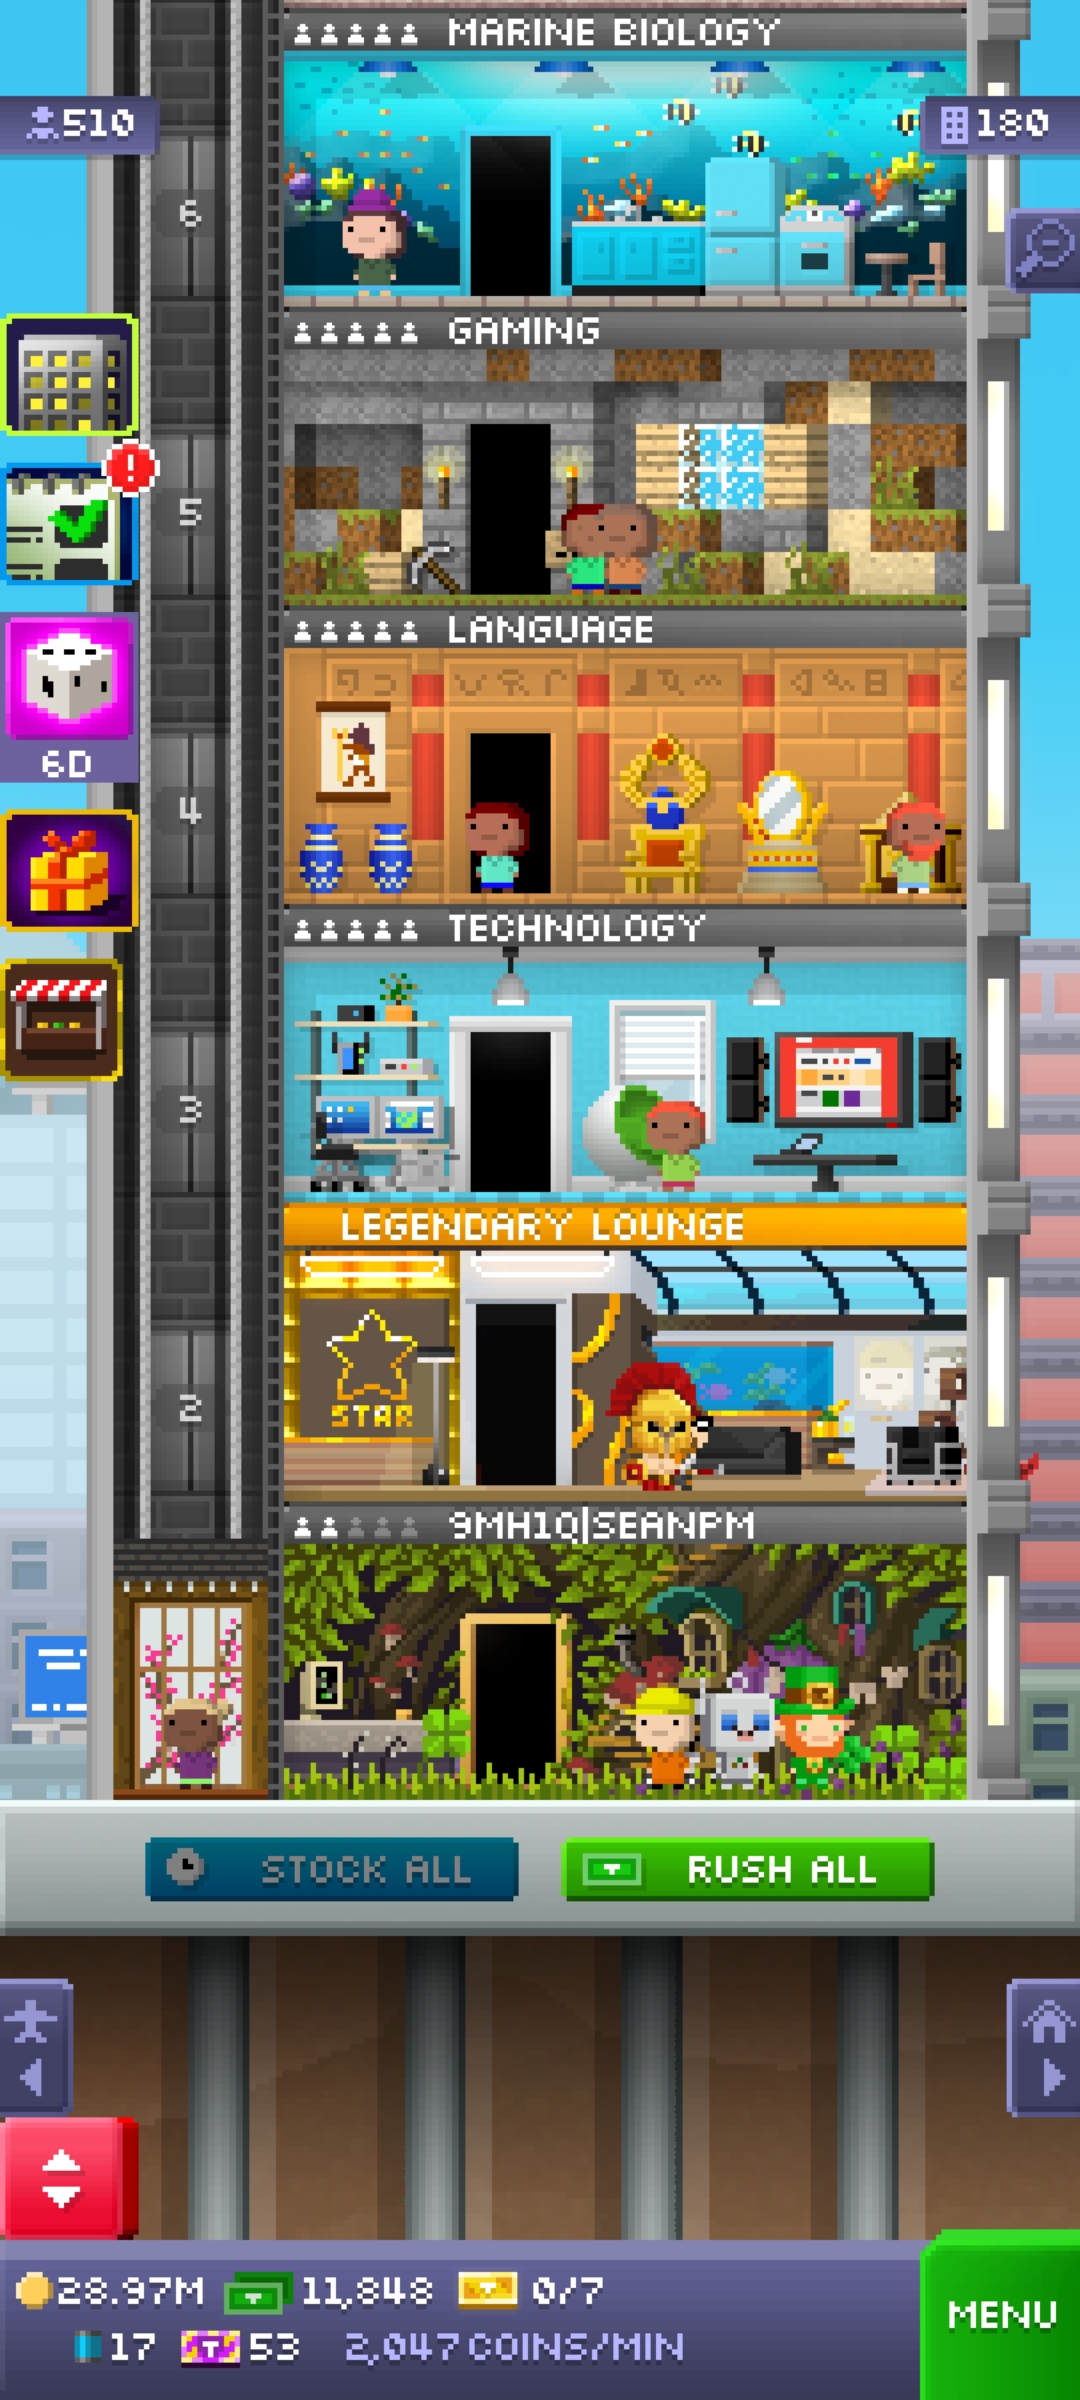 MARINE BIOLOGY
510
180
6
GAMING
5
LANGUAGE
6D
4
TECHNOLOGY
3
LEGENDARY LOUNGE
STAR
2
9MH1Q|SEANPM
STOCK ALL
RUSH ALL
28.97M 11,848 0/7
MENU
17 53 2,047 COINS/MIN